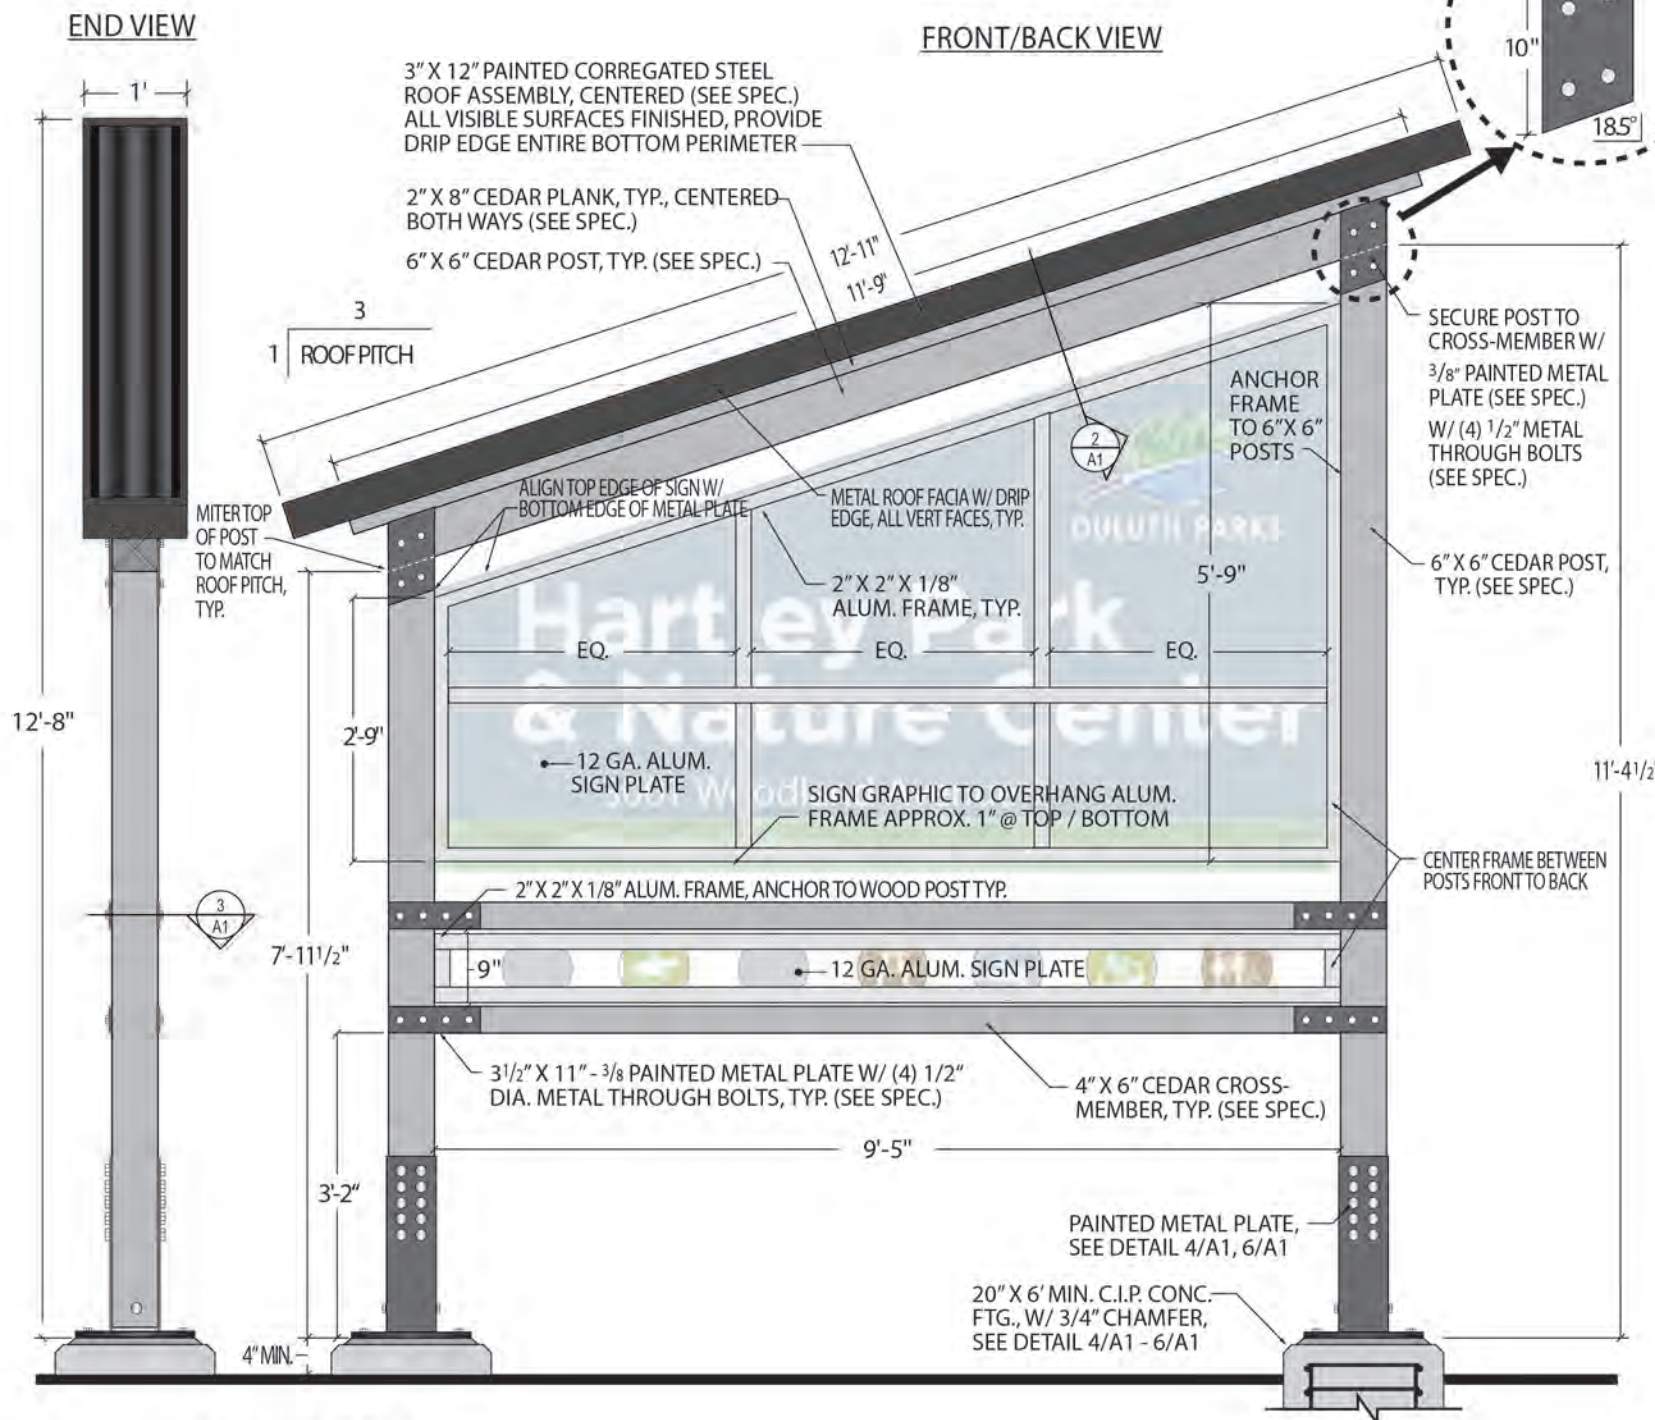 END VIEW
FRONT/BACK VIEW
1'
10"
18.5°
3" X 12" PAINTED CORREGATED STEEL
ROOF ASSEMBLY, CENTERED (SEE SPEC.)
ALL VISIBLE SURFACES FINISHED, PROVIDE
DRIP EDGE ENTIRE BOTTOM PERIMETER
2" X 8" CEDAR PLANK, TYP., CENTERED
BOTH WAYS (SEE SPEC.)
6" X 6" CEDAR POST, TYP. (SEE SPEC.)
12'-11"
11'-9"
3
1 ROOF PITCH
SECURE POST TO
CROSS-MEMBER W/
3/8" PAINTED METAL
PLATE (SEE SPEC.)
W/ (4) 1/2" METAL
THROUGH BOLTS
(SEE SPEC.)
ANCHOR
FRAME
TO 6" X 6"
POSTS
2
A1
ALIGN TOP EDGE OF SIGN W/
BOTTOM EDGE OF METAL PLATE
METAL ROOF FACIA W/ DRIP
EDGE, ALL VERT FACES, TYP.
MITER TOP
OF POST
TO MATCH
ROOF PITCH,
TYP.
DULUTH PARKS
2" X 2" X 1/8"
ALUM. FRAME, TYP.
5'-9"
6" X 6" CEDAR POST,
TYP. (SEE SPEC.)
Hartley Park
& Nature Center
EQ.
EQ.
EQ.
12'-8"
2'-9"
12 GA. ALUM.
SIGN PLATE
SIGN GRAPHIC TO OVERHANG ALUM.
FRAME APPROX. 1" @ TOP / BOTTOM
11'-4 1/2"
CENTER FRAME BETWEEN
POSTS FRONT TO BACK
2" X 2" X 1/8" ALUM. FRAME, ANCHOR TO WOOD POST TYP.
3
A1
7'-11 1/2"
9"
12 GA. ALUM. SIGN PLATE
3 1/2" X 11" - 3/8 PAINTED METAL PLATE W/ (4) 1/2"
DIA. METAL THROUGH BOLTS, TYP. (SEE SPEC.)
4" X 6" CEDAR CROSS-
MEMBER, TYP. (SEE SPEC.)
9'-5"
3'-2"
PAINTED METAL PLATE,
SEE DETAIL 4/A1, 6/A1
20" X 6' MIN. C.I.P. CONC.
FTG., W/ 3/4" CHAMFER,
SEE DETAIL 4/A1 - 6/A1
4" MIN.